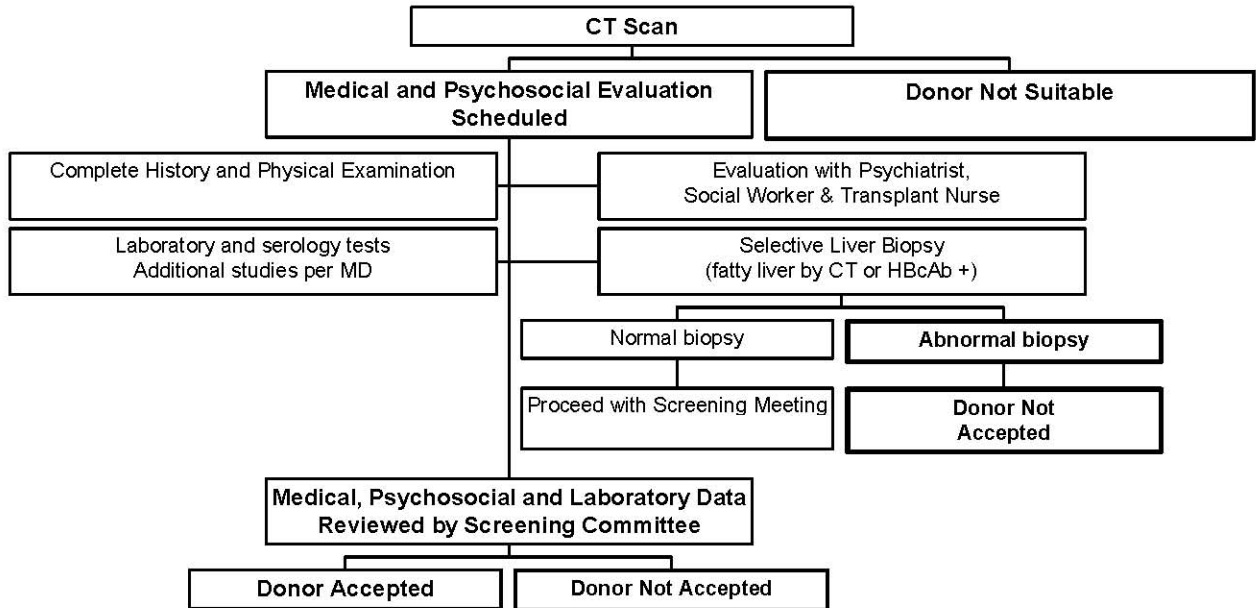 CT Scan
Medical and Psychosocial Evaluation
Scheduled
Donor Not Suitable
Complete History and Physical Examination
Evaluation with Psychiatrist,
Social Worker & Transplant Nurse
Laboratory and serology tests
Additional studies per MD
Selective Liver Biopsy
(fatty liver by CT or HBcAb +)
Normal biopsy
Abnormal biopsy
Proceed with Screening Meeting
Donor Not
Accepted
Medical, Psychosocial and Laboratory Data
Reviewed by Screening Committee
Donor Accepted
Donor Not Accepted